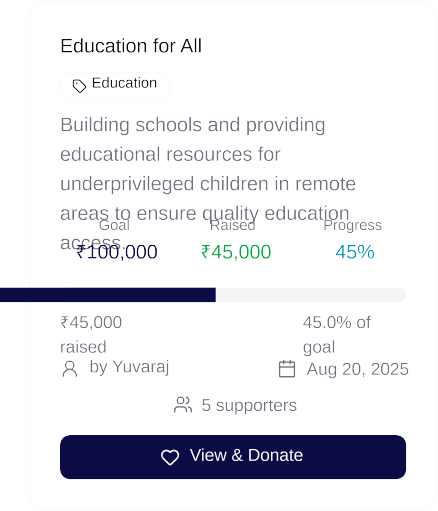 Education for All
Education
Building schools and providing
educational resources for
underprivileged children in remote
areas to ensure quality education
access.
Goal Raised Progress
₹100,000 ₹45,000 45%
₹45,000 raised
45.0% of goal
by Yuvaraj
Aug 20, 2025
5 supporters
View & Donate